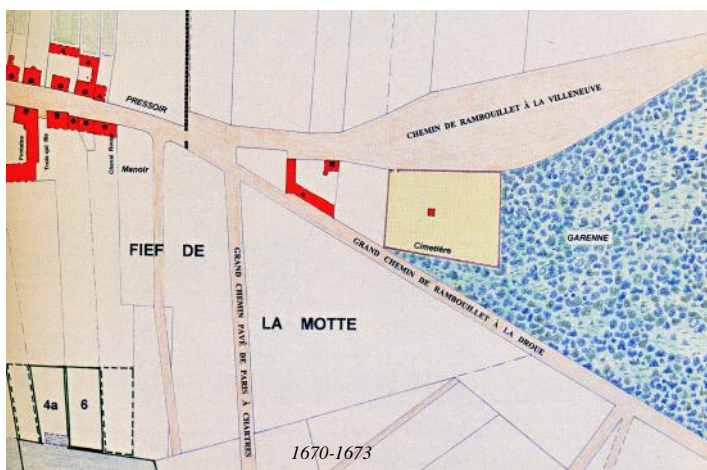 PRESSOIR
CHEMIN DE RAMBOUILLET À LA VILLENEUVE
Fontaine
Manoir
Cimetière
GARENNE
FIEF DE
GRAND CHEMIN DE RAMBOUILLET À LA DROUE
GRAND CHEMIN PAVÉ DE PARIS À CHARTRES
LA MOTTE
4a
6
1670-1673